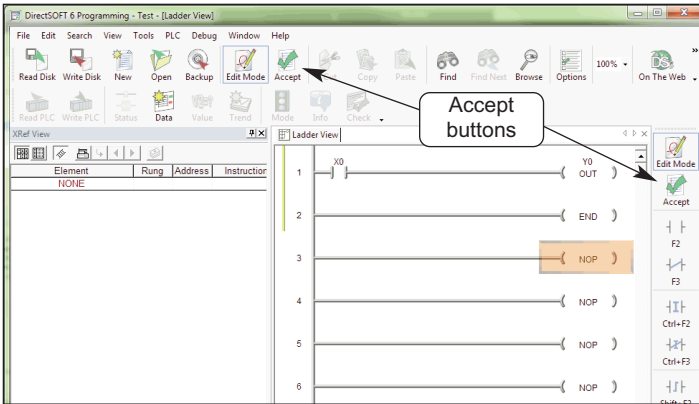 DirectSOFT 6 Programming - Test - [Ladder View]
File Edit Search View Tools PLC Debug Window Help
Read Disk Write Disk New Open Backup Edit Mode Accept Cut Copy Paste Find Find Next Browse Options 100% On The Web
Read PLC Write PLC Status Data Value Trend Mode Info Check
Accept
buttons
XRef View
Ladder View
Element Rung Address Instruction
NONE
X0 Y0
1 OUT
2 END
3 NOP
4 NOP
5 NOP
6 NOP
Edit Mode
Accept
F2
F3
Ctrl+F2
Ctrl+F3
Shift+F2